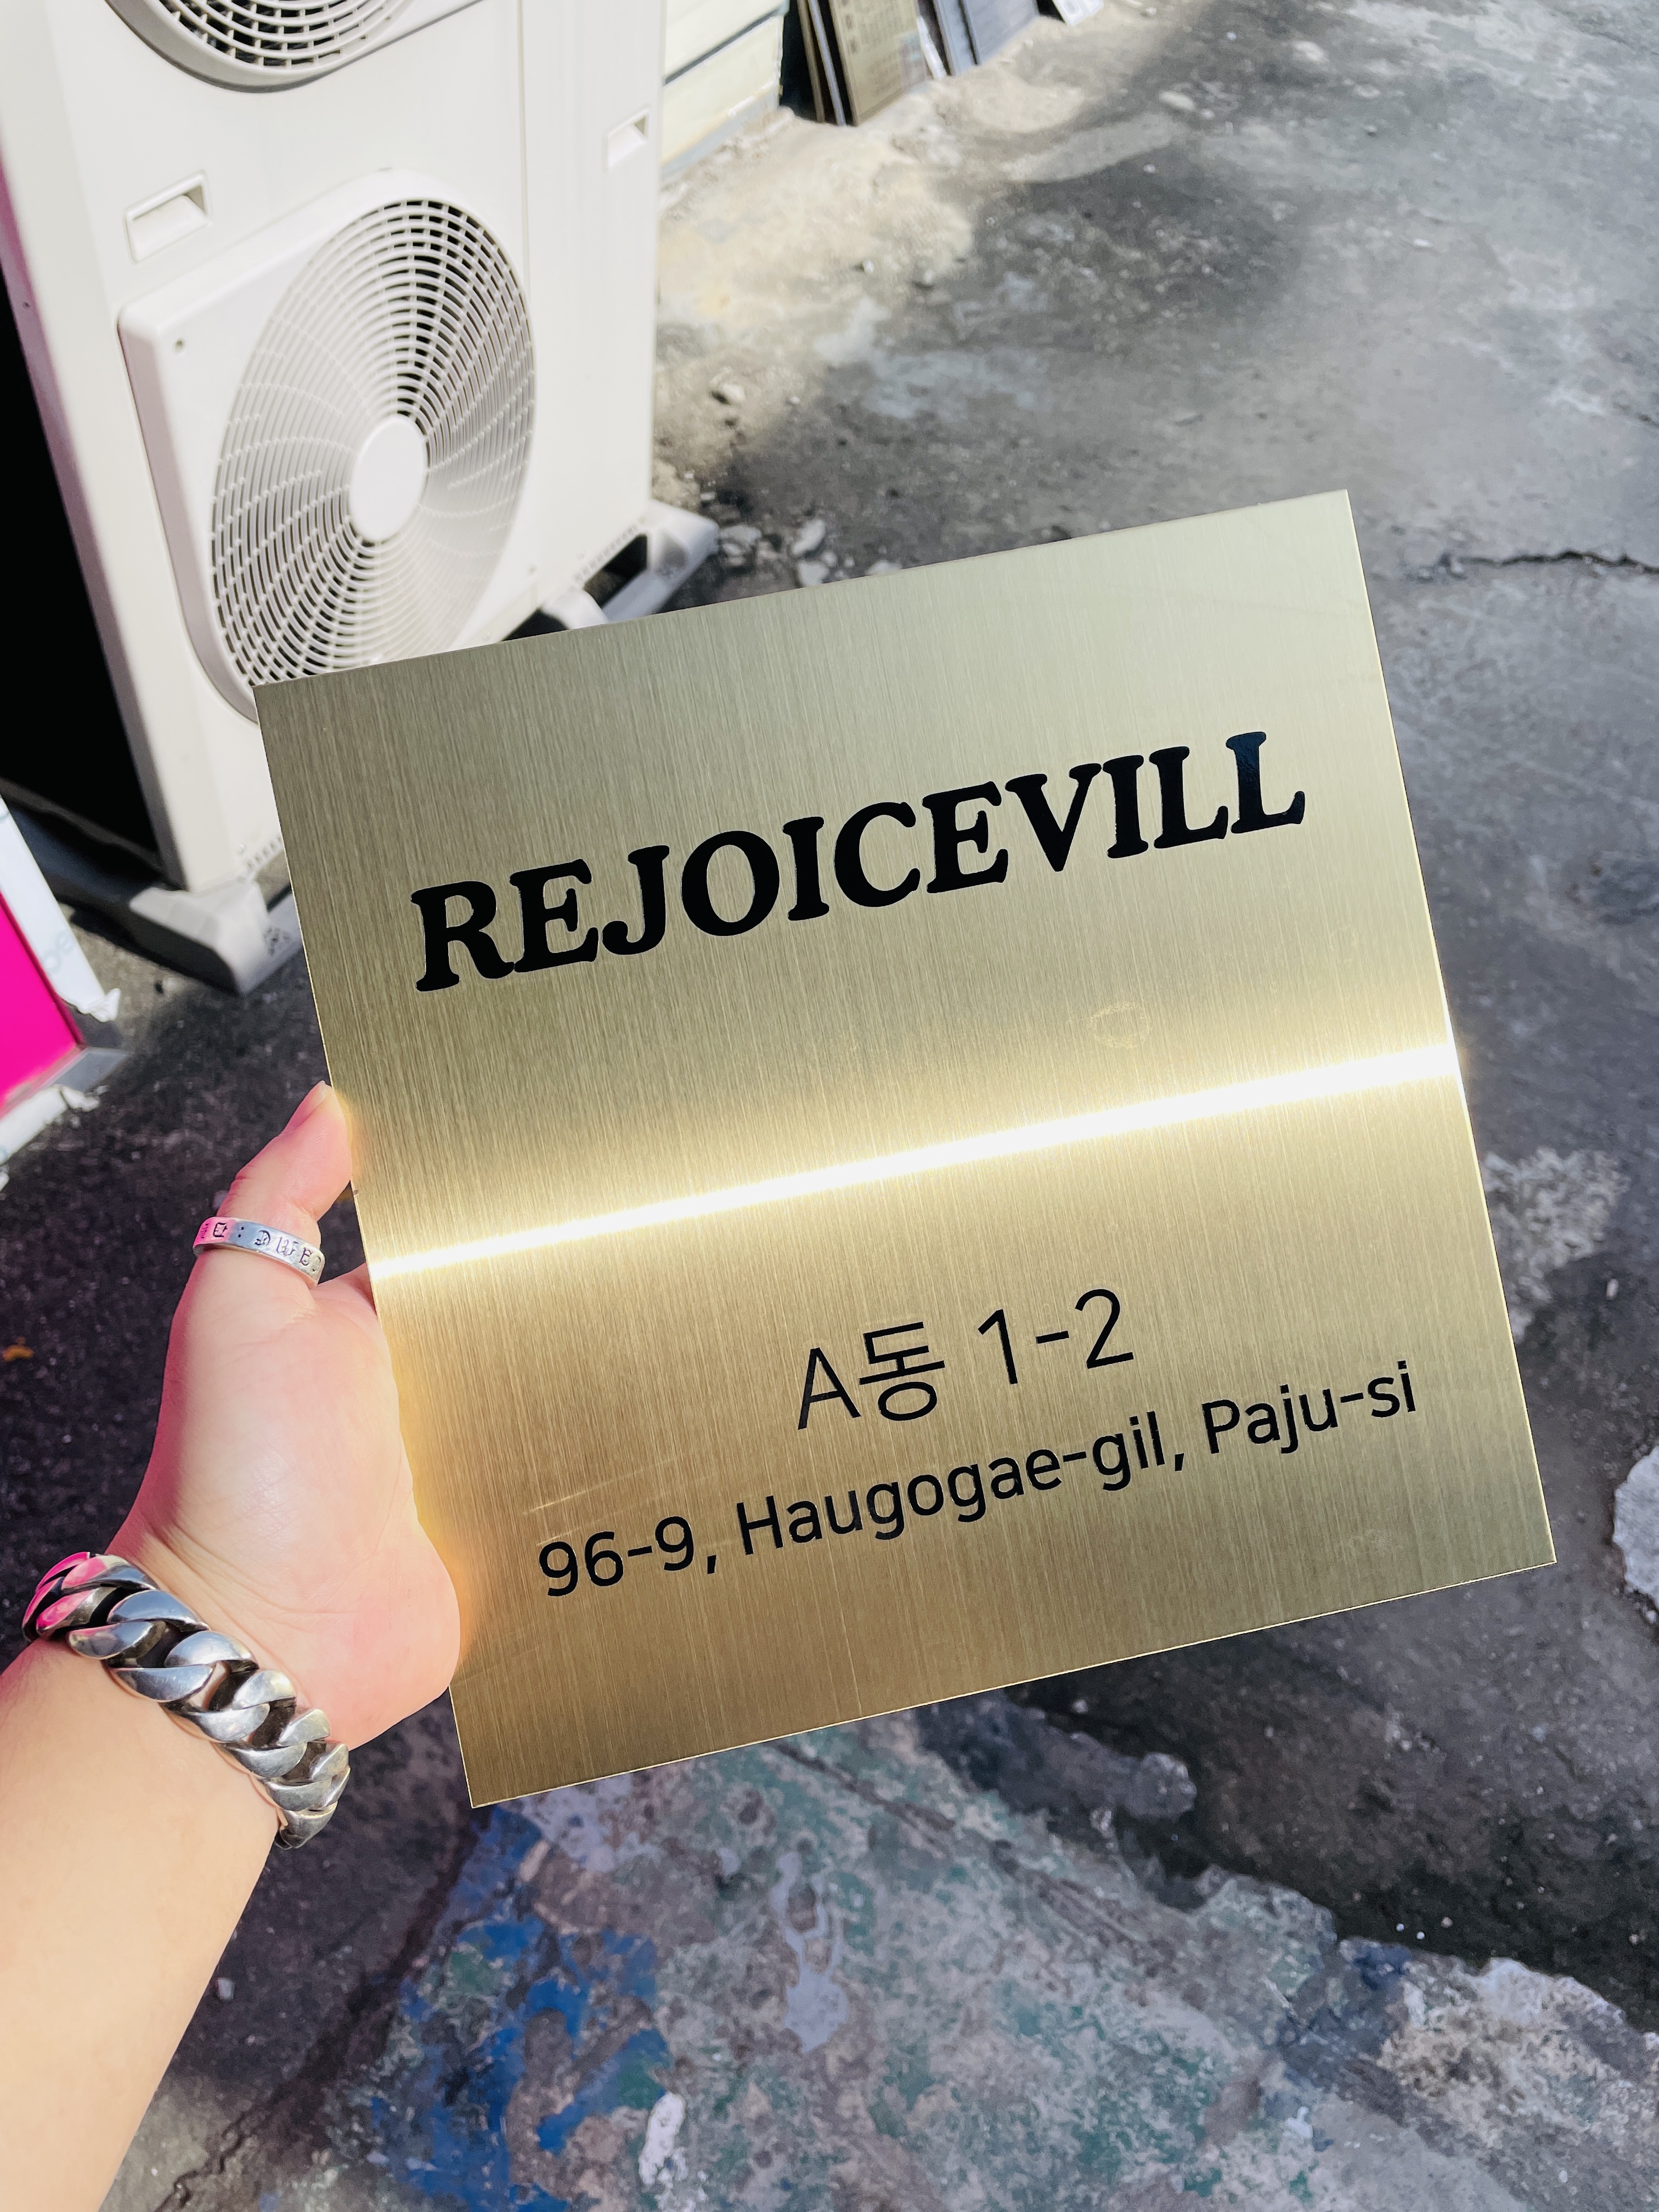 REJOICEVILL
A동 1-2
96-9, Haugogae-gil, Paju-si